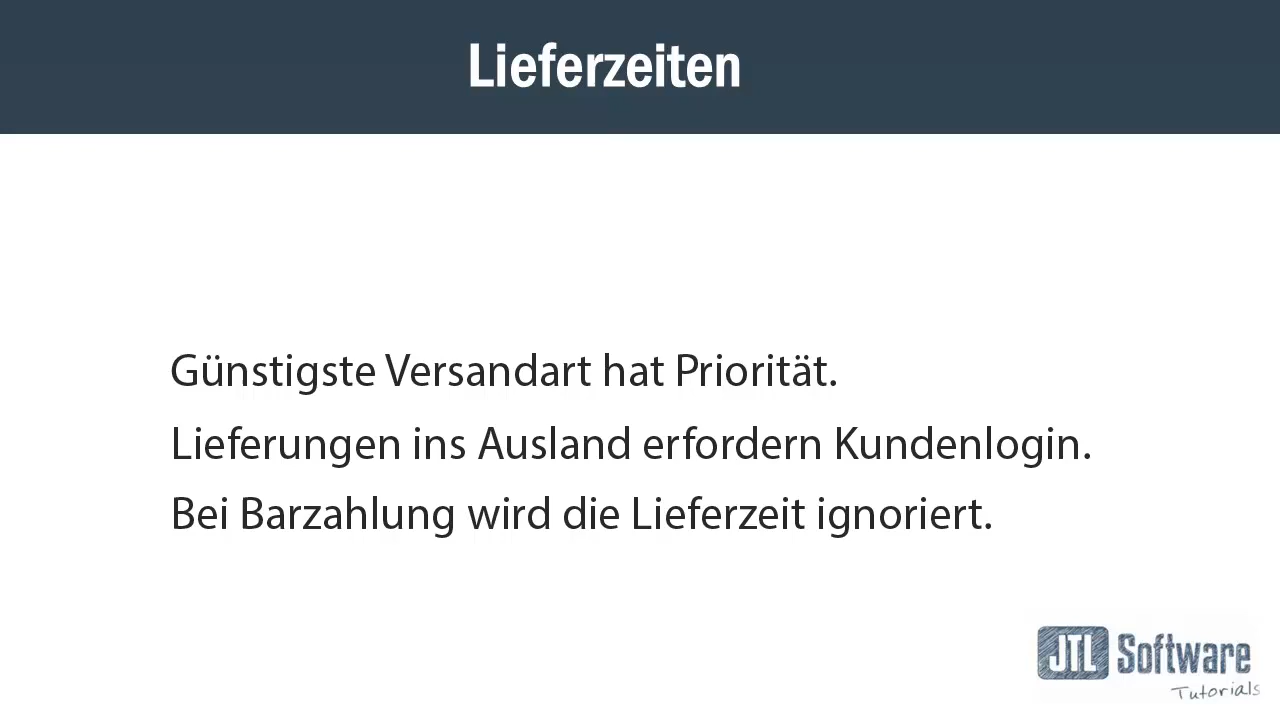 Lieferzeiten
Günstigste Versandart hat Priorität.
Lieferungen ins Ausland erfordern Kundenlogin.
Bei Barzahlung wird die Lieferzeit ignoriert.
JTL Software
Tutorials